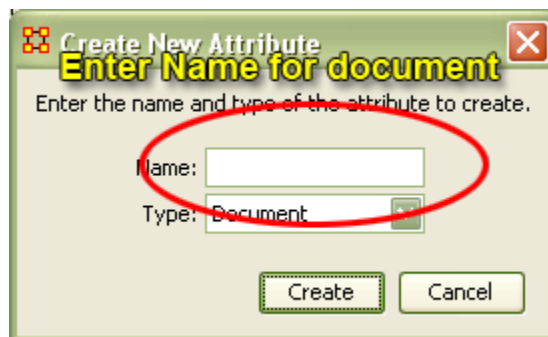 Create New Attribute
Enter Name for document
Enter the name and type of the attribute to create.
Name:
Type: Document
Create Cancel